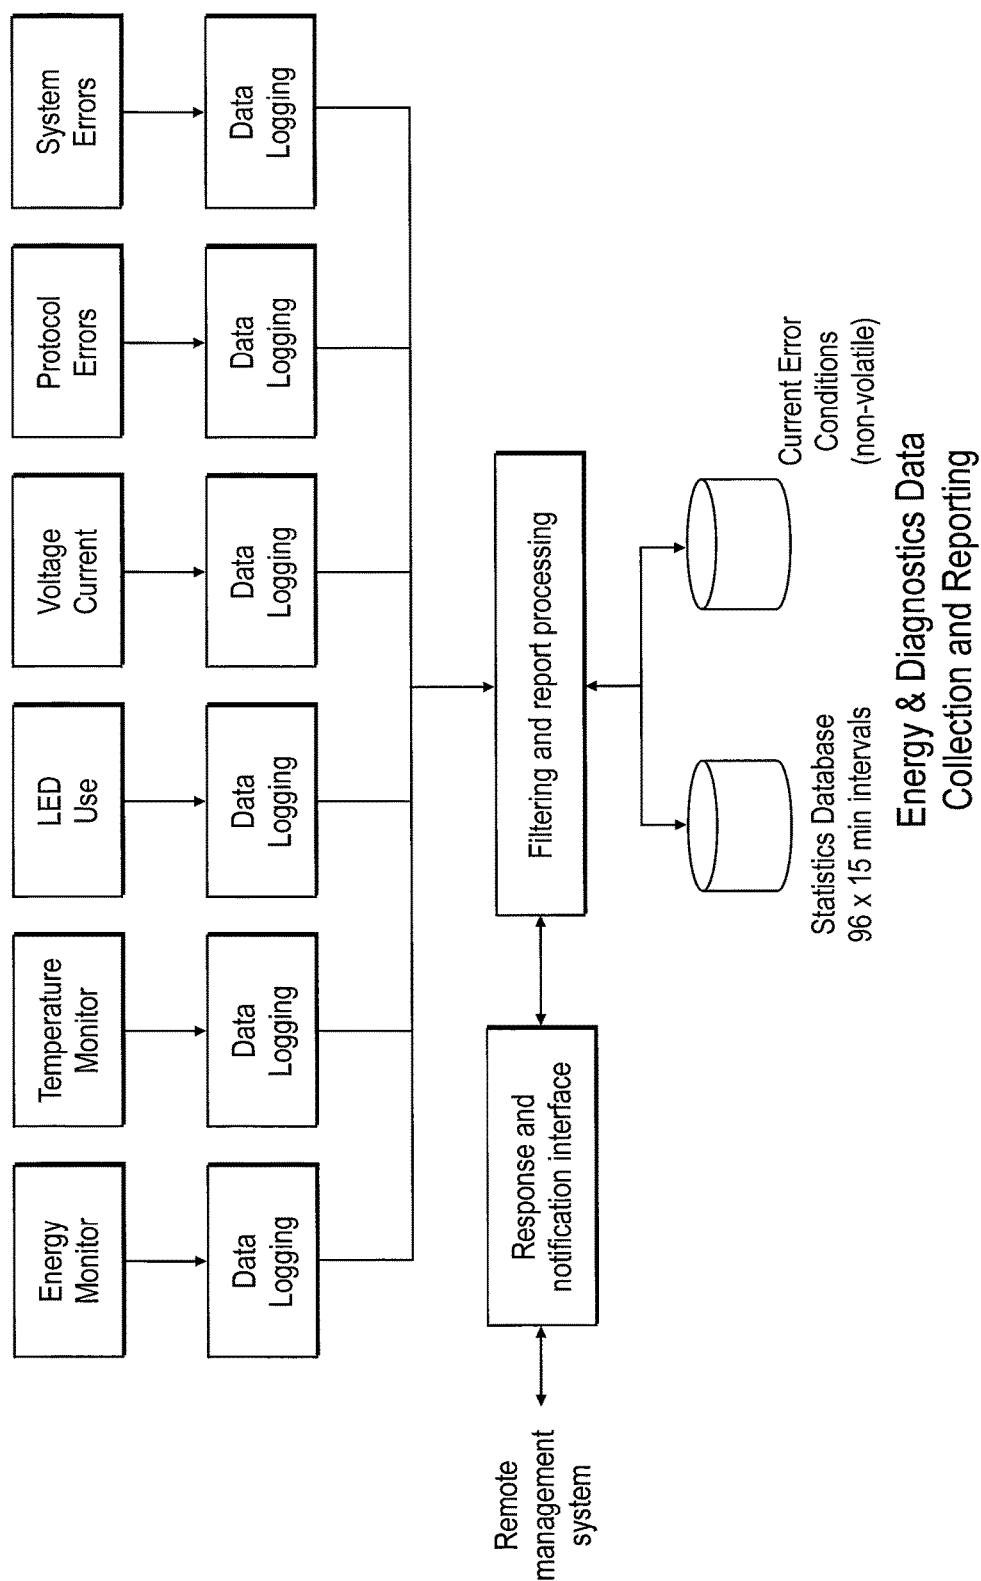 Energy
Monitor
Temperature
Monitor
LED
Use
Voltage
Current
Protocol
Errors
System
Errors
Data
Logging
Data
Logging
Data
Logging
Data
Logging
Data
Logging
Data
Logging
Remote
management
system
Response and
notification interface
Filtering and report processing
Statistics Database
96 x 15 min intervals
Current Error
Conditions
(non-volatile)
Energy & Diagnostics Data
Collection and Reporting